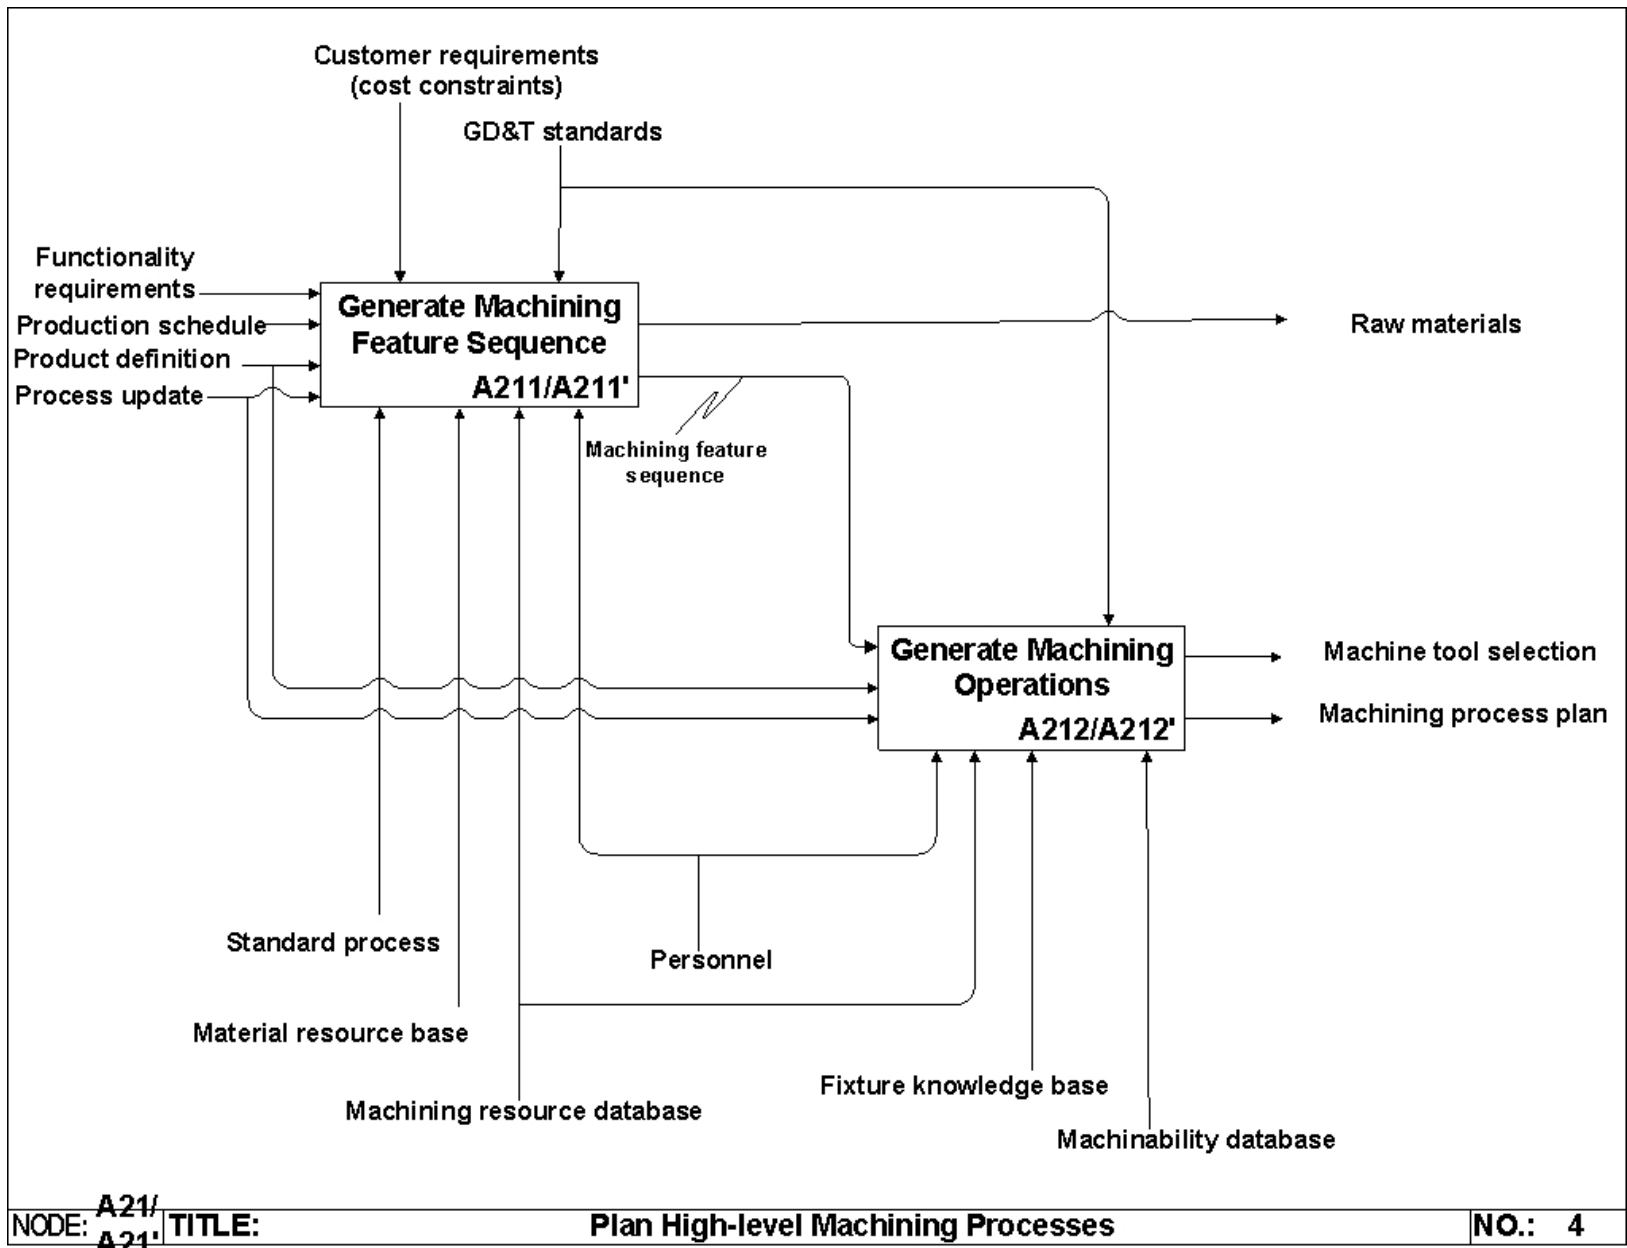 Customer requirements
(cost constraints)
GD&T standards
Functionality
requirements
Production schedule
Product definition
Process update
Generate Machining
Feature Sequence
A211/A211'
Raw materials
Machining feature
sequence
Generate Machining
Operations
A212/A212'
Machine tool selection
Machining process plan
Standard process
Personnel
Material resource base
Machining resource database
Fixture knowledge base
Machinability database
NODE: A21/
A21'
TITLE: Plan High-level Machining Processes
NO.: 4